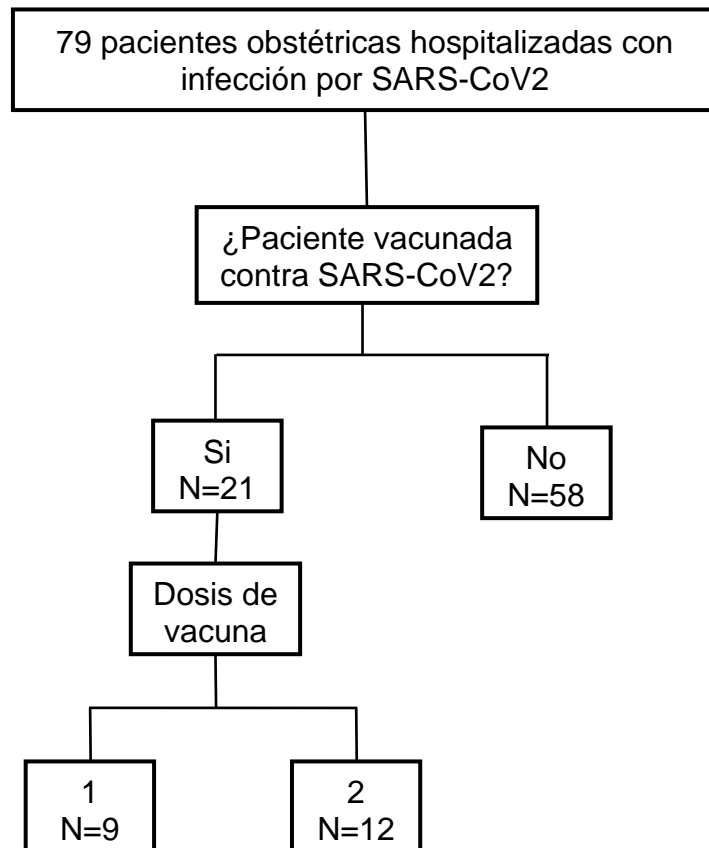 79 pacientes obstétricas hospitalizadas con
infección por SARS-CoV2
¿Paciente vacunada
contra SARS-CoV2?
Si
N=21
No
N=58
Dosis de
vacuna
1
N=9
2
N=12